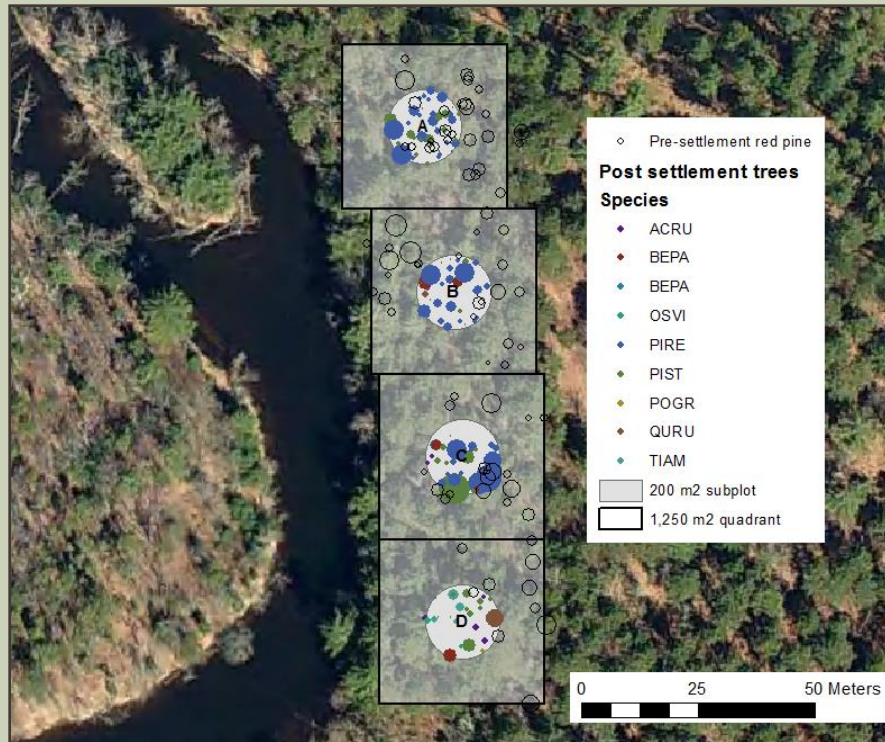 A
B
C
D
Pre-settlement red pine
Post settlement trees
Species
ACRU
BEPA
BEPA
OSVI
PIRE
PIST
POGR
QURU
TIAM
200 m2 subplot
1,250 m2 quadrant
0 25 50 Meters